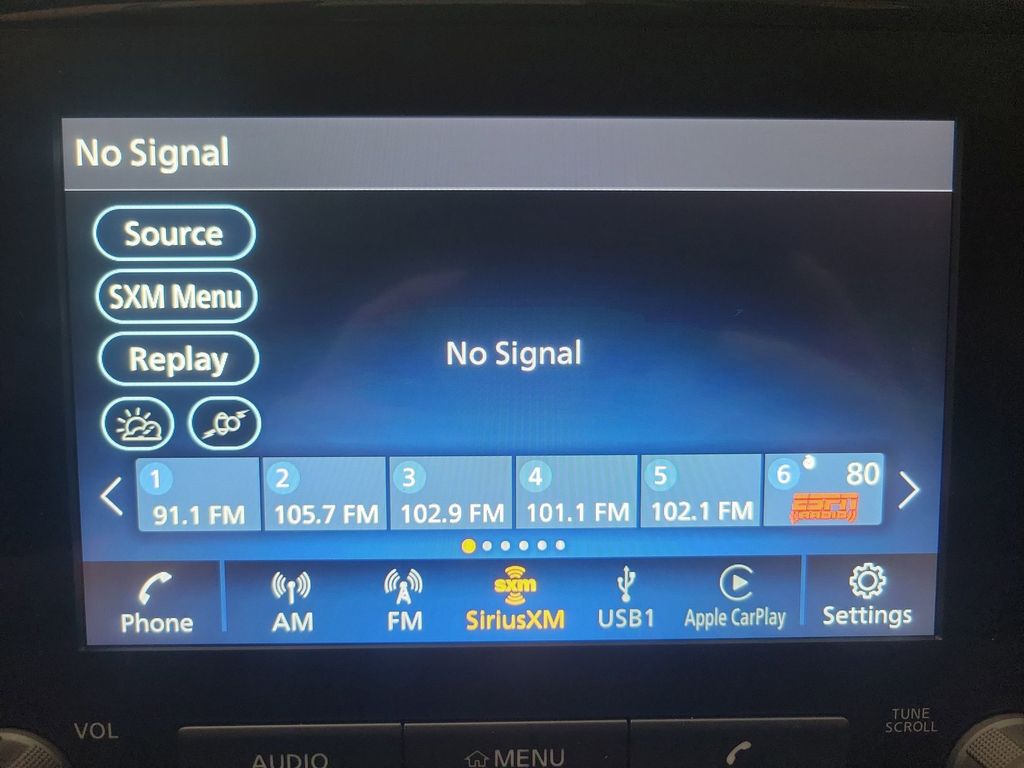 No Signal
Source
SXM Menu
Replay
No Signal
1
91.1 FM
2
105.7 FM
3
102.9 FM
4
101.1 FM
5
102.1 FM
6
80
ESPN
RADIO
Phone
AM
FM
sxm
SiriusXM
USB1
Apple CarPlay
Settings
VOL
AUDIO
MENU
TUNE
SCROLL